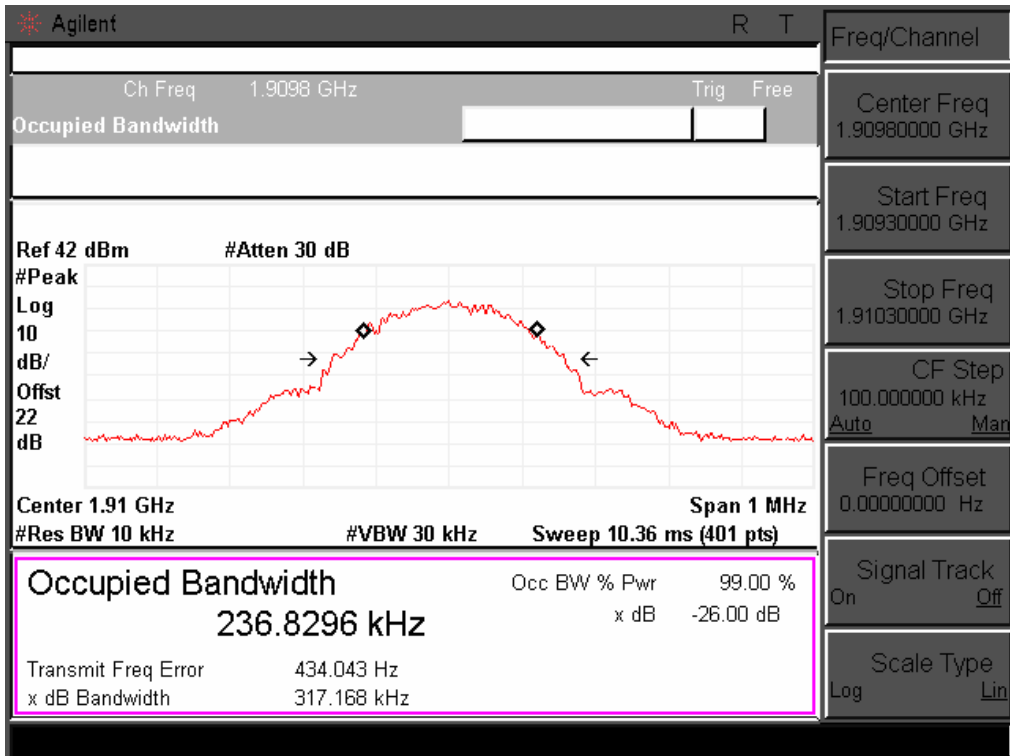 Agilent R T
Freq/Channel
Ch Freq 1.9098 GHz Trig Free
Occupied Bandwidth
Center Freq
1.90980000 GHz
Start Freq
1.90930000 GHz
Stop Freq
1.91030000 GHz
CF Step
100.000000 kHz
Auto Man
Freq Offset
0.00000000 Hz
Signal Track
On Off
Scale Type
Log Lin
Ref 42 dBm #Atten 30 dB
#Peak
Log
10
dB/
Offst
22
dB
Center 1.91 GHz Span 1 MHz
#Res BW 10 kHz #VBW 30 kHz Sweep 10.36 ms (401 pts)
Occupied Bandwidth Occ BW % Pwr 99.00 %
236.8296 kHz x dB -26.00 dB
Transmit Freq Error 434.043 Hz
x dB Bandwidth 317.168 kHz